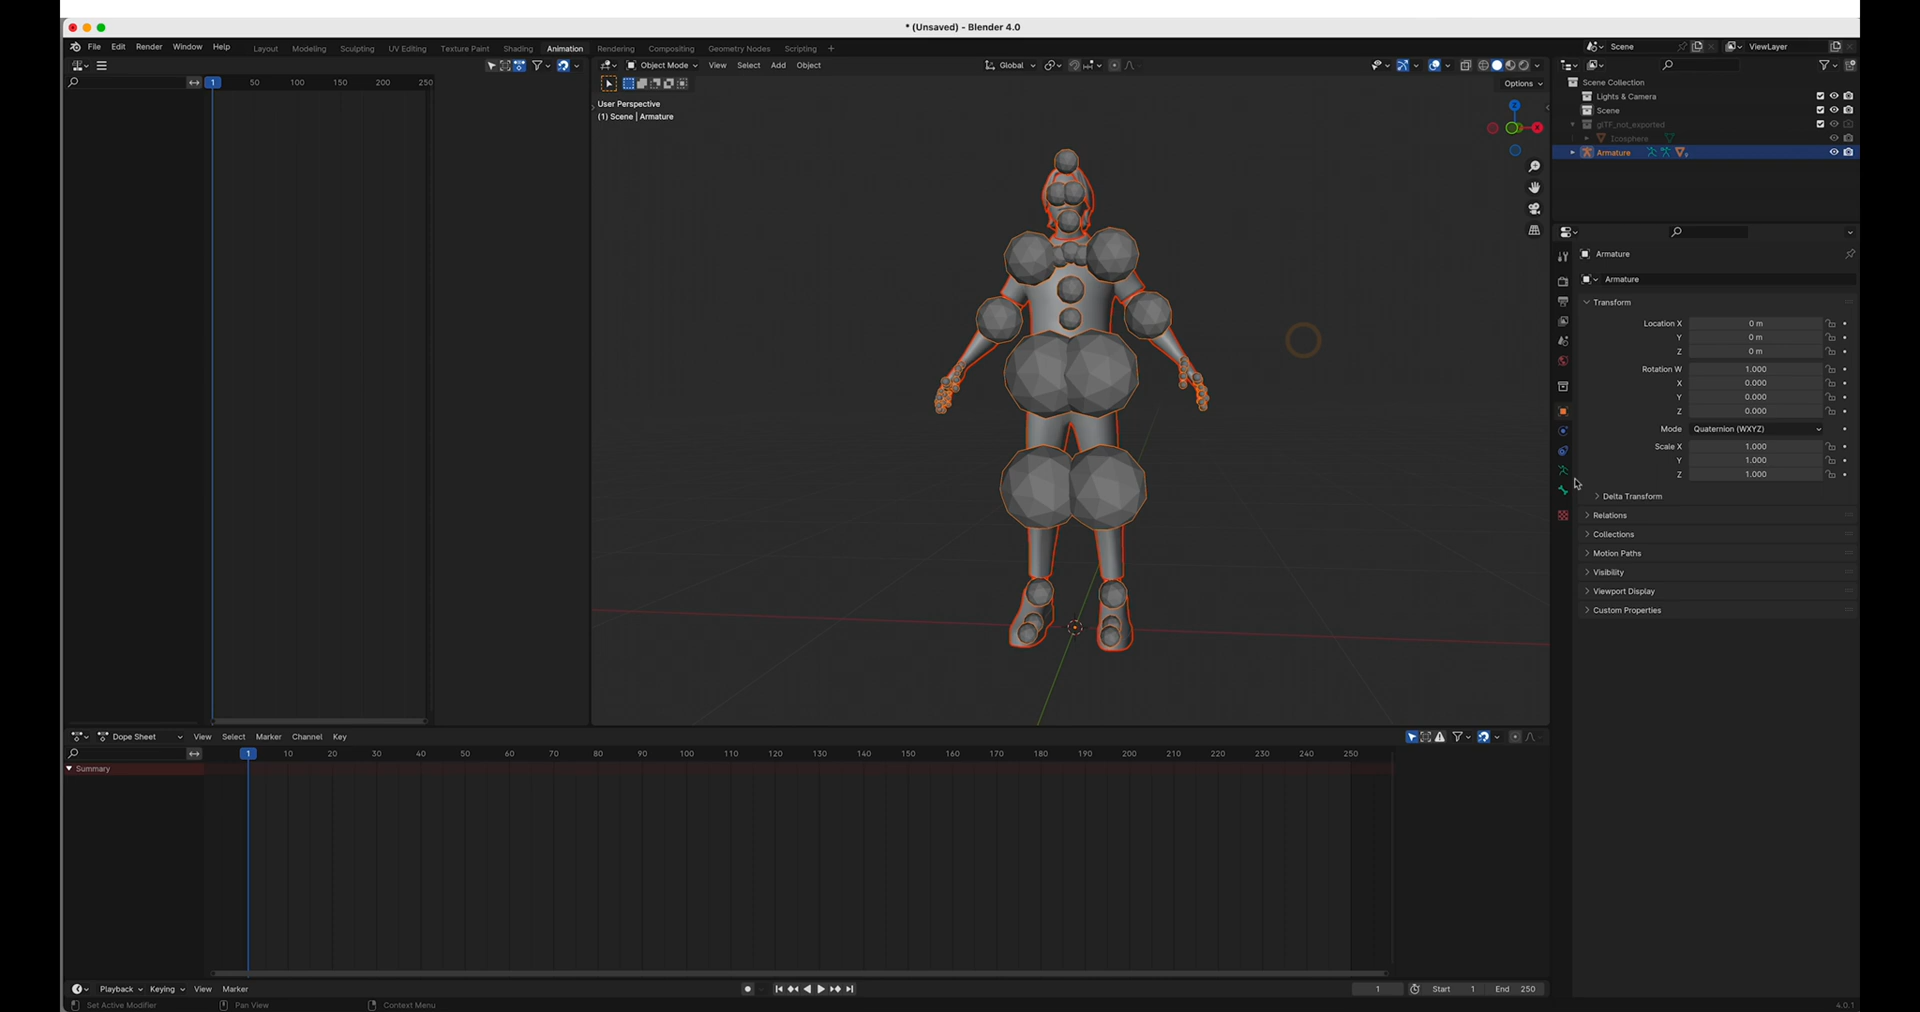 * (Unsaved) - Blender 4.0
File Edit Render Window Help
Layout Modeling Sculpting UV Editing Texture Paint Shading Animation Rendering Compositing Geometry Nodes Scripting +
Scene
ViewLayer
1 50 100 150 200 250
Object Mode View Select Add Object
Global
Options
User Perspective
(1) Scene | Armature
Z
X
Scene Collection
Lights & Camera
Scene
glTF_not_exported
Icosphere
Armature
Armature
Armature
Transform
Location X 0 m
Y 0 m
Z 0 m
Rotation W 1.000
X 0.000
Y 0.000
Z 0.000
Mode Quaternion (WXYZ)
Scale X 1.000
Y 1.000
Z 1.000
Delta Transform
Relations
Collections
Motion Paths
Visibility
Viewport Display
Custom Properties
Dope Sheet View Select Marker Channel Key
1 10 20 30 40 50 60 70 80 90 100 110 120 130 140 150 160 170 180 190 200 210 220 230 240 250
Summary
Playback Keying View Marker
1 Start 1 End 250
Set Active Modifier Pan View Context Menu
4.0.1